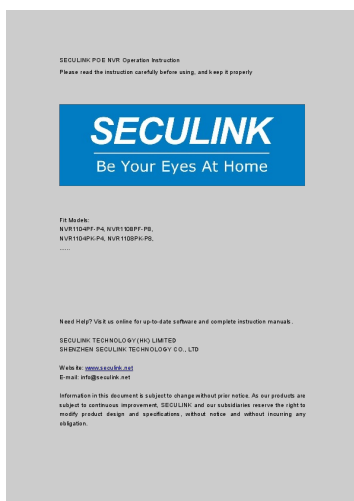 SECULINK POE NVR Operation Instruction
Please read the instruction carefully before using, and keep it properly
SECULINK
Be Your Eyes At Home
Fit Models:
NVR1104PF-P4, NVR1108PF-P8,
NVR1104PK-P4, NVR1108PK-P8,
......
Need Help? Visit us online for up-to-date software and complete instruction manuals.
SECULINK TECHNOLOGY (HK) LIMITED
SHENZHEN SECULINK TECHNOLOGY CO., LTD
Website: www.seculink.net
E-mail: info@seculink.net
Information in this document is subject to change without prior notice. As our products are
subject to continuous improvement, SECULINK and our subsidiaries reserve the right to
modify product design and specifications, without notice and without incurring any
obligation.